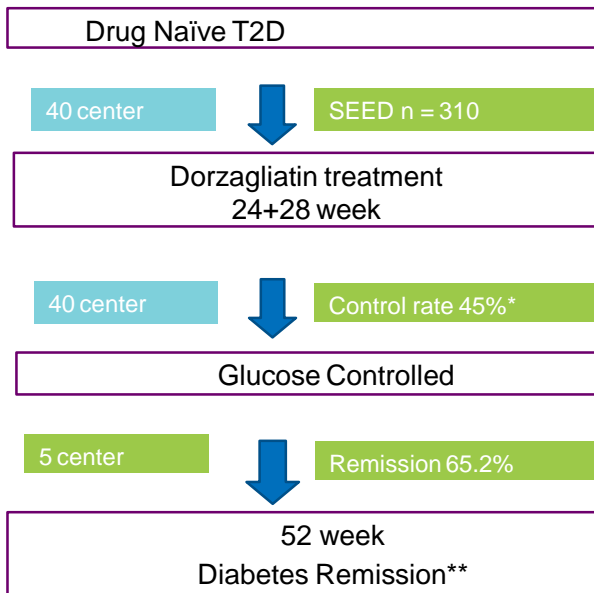 Drug Naïve T2D
40 center
SEED n = 310
Dorzagliatin treatment
24+28 week
40 center
Control rate 45%*
Glucose Controlled
5 center
Remission 65.2%
52 week
Diabetes Remission**